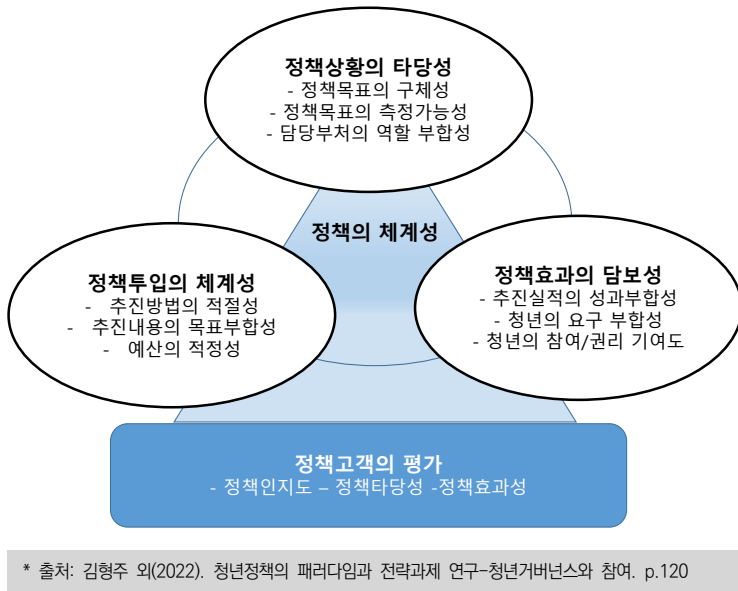 정책상황의 타당성
- 정책목표의 구체성
- 정책목표의 측정가능성
- 담당부처의 역할 부합성
정책의 체계성
정책투입의 체계성
- 추진방법의 적절성
- 추진내용의 목표부합성
- 예산의 적정성
정책효과의 담보성
- 추진실적의 성과부합성
- 청년의 요구 부합성
- 청년의 참여/권리 기여도
정책고객의 평가
- 정책인지도 – 정책타당성 -정책효과성
* 출처: 김형주 외(2022). 청년정책의 패러다임과 전략과제 연구-청년거버넌스와 참여. p.120